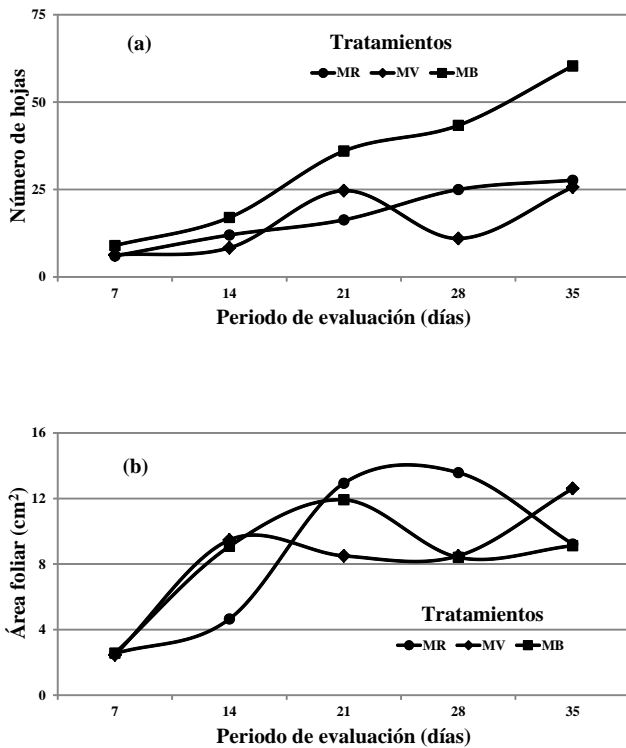 (a)
Tratamientos
MR MV MB
Número de hojas
75
50
25
0
7 14 21 28 35
Periodo de evaluación (días)
(b)
Área foliar (cm²)
16
12
8
4
0
Tratamientos
MR MV MB
7 14 21 28 35
Periodo de evaluación (días)